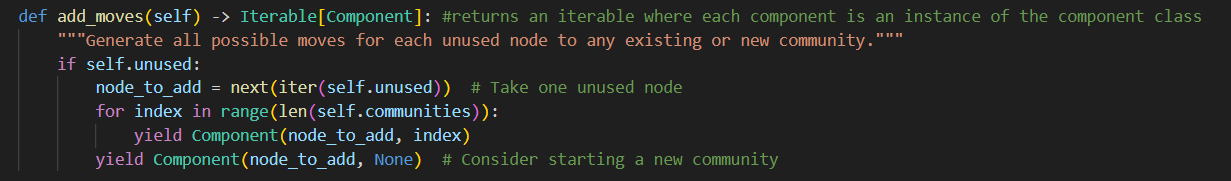 def add_moves(self) -> Iterable[Component]: #returns an iterable where each component is an instance of the component class
    """Generate all possible moves for each unused node to any existing or new community."""
    if self.unused:
        node_to_add = next(iter(self.unused))  # Take one unused node
        for index in range(len(self.communities)):
            yield Component(node_to_add, index)
        yield Component(node_to_add, None)  # Consider starting a new community